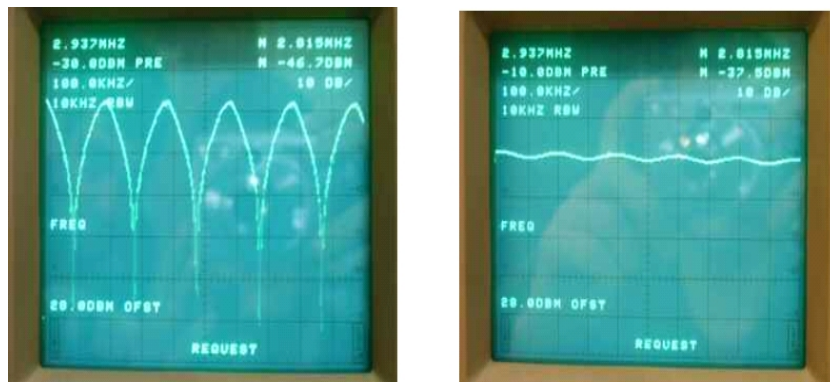 2.937MHZ M 2.815MHZ
-30.0DBM PRE M -46.7DBM
100.0KHZ/ 10 DB/
10KHZ RBW
FREQ
20.0DBM OFST
REQUEST
2.937MHZ M 2.815MHZ
-10.0DBM PRE M -37.5DBM
100.0KHZ/ 10 DB/
10KHZ RBW
FREQ
20.0DBM OFST
REQUEST